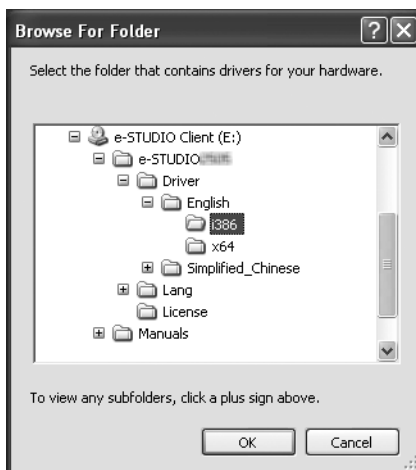 Browse For Folder
Select the folder that contains drivers for your hardware.
e-STUDIO Client (E:)
e-STUDIO
Driver
English
i386
x64
Simplified_Chinese
Lang
License
Manuals
To view any subfolders, click a plus sign above.
OK Cancel